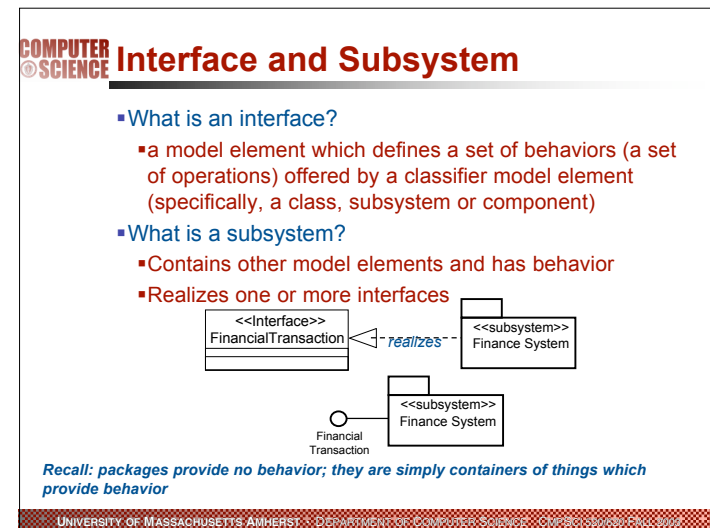 COMPUTER
SCIENCE
Interface and Subsystem
▪What is an interface?
▪a model element which defines a set of behaviors (a set
of operations) offered by a classifier model element
(specifically, a class, subsystem or component)
▪What is a subsystem?
▪Contains other model elements and has behavior
▪Realizes one or more interfaces
<<Interface>>
FinancialTransaction
realizes
<<subsystem>>
Finance System
<<subsystem>>
Finance System
Financial
Transaction
Recall: packages provide no behavior; they are simply containers of things which
provide behavior
UNIVERSITY OF MASSACHUSETTS AMHERST · DEPARTMENT OF COMPUTER SCIENCE · CMPSCI 520/620 FALL